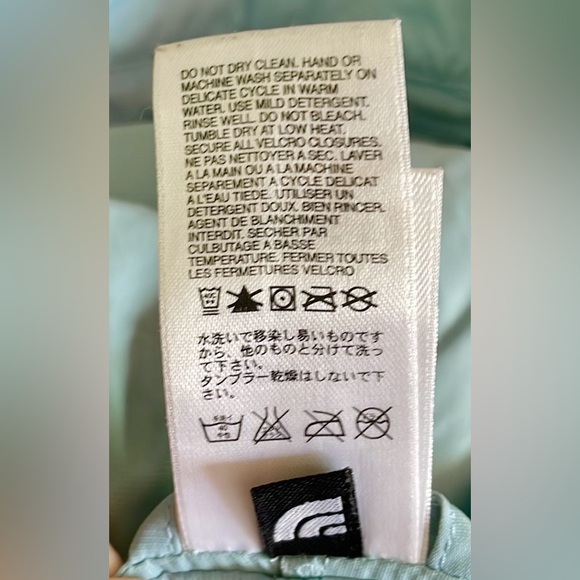 DO NOT DRY CLEAN. HAND OR
MACHINE WASH SEPARATELY ON
DELICATE CYCLE IN WARM
WATER. USE MILD DETERGENT.
RINSE WELL. DO NOT BLEACH.
TUMBLE DRY AT LOW HEAT.
SECURE ALL VELCRO CLOSURES.
NE PAS NETTOYER A SEC. LAVER
A LA MAIN OU A LA MACHINE
SEPAREMENT A CYCLE DELICAT
A L'EAU TIEDE. UTILISER UN
DETERGENT DOUX. BIEN RINCER.
AGENT DE BLANCHIMENT
INTERDIT. SECHER PAR
CULBUTAGE A BASSE
TEMPERATURE. FERMER TOUTES
LES FERMETURES VELCRO
水洗いで移染し易いものです
から、他のものと分けて洗っ
て下さい。
タンブラー乾燥はしないで下
さい。